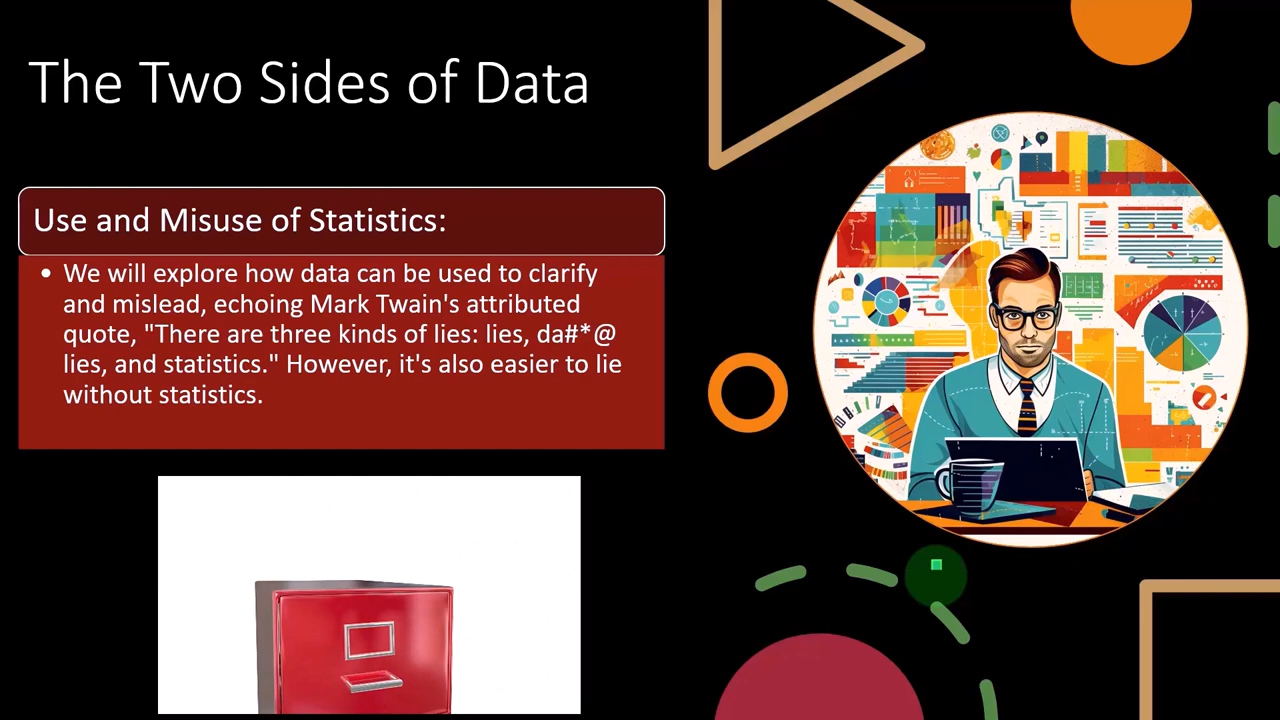 The Two Sides of Data
Use and Misuse of Statistics:
• We will explore how data can be used to clarify
and mislead, echoing Mark Twain's attributed
quote, "There are three kinds of lies: lies, da#*@
lies, and statistics." However, it's also easier to lie
without statistics.